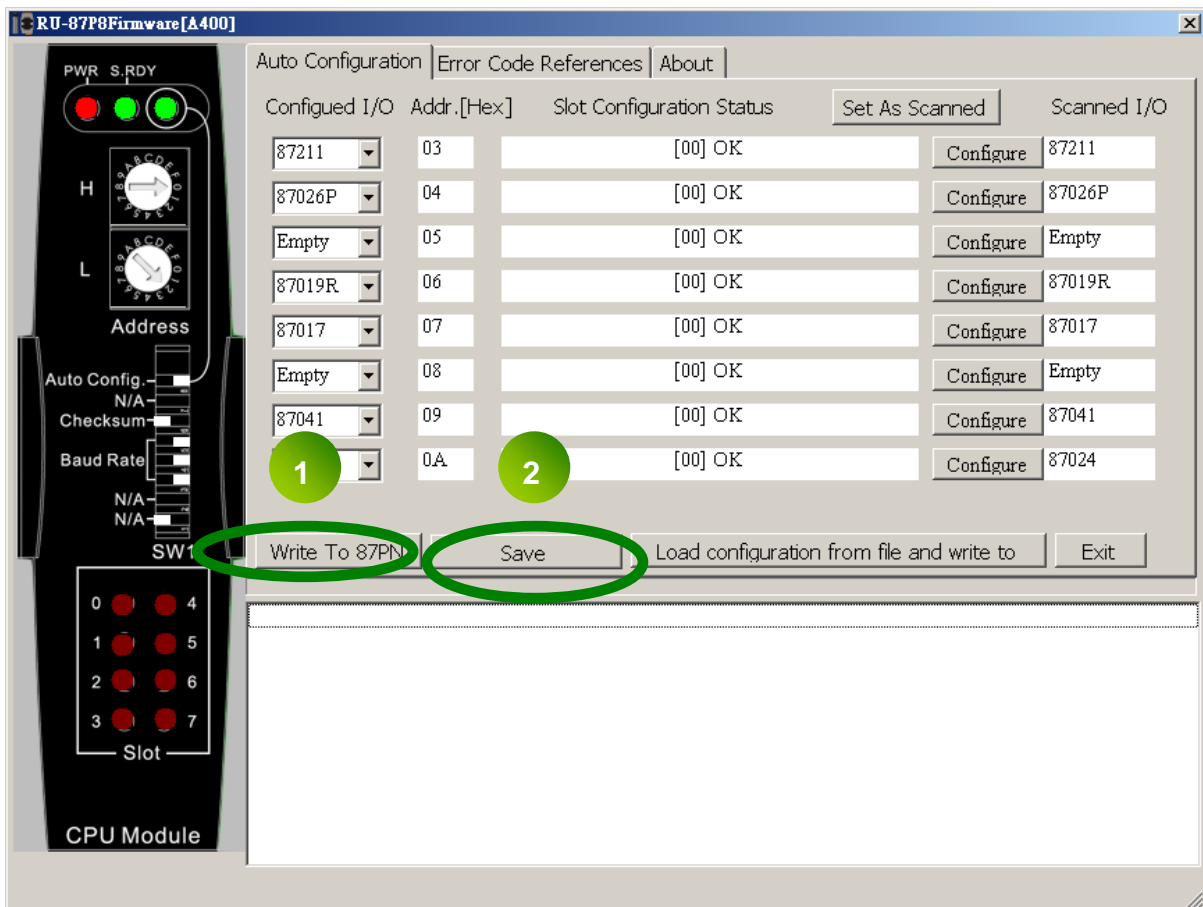 RU-87P8Firmware[A400]
PWR S.RDY
H
L
Address
Auto Config.
N/A
Checksum
Baud Rate
N/A
N/A
SW1
0 4
1 5
2 6
3 7
Slot
CPU Module
Auto Configuration Error Code References About
Configued I/O Addr.[Hex] Slot Configuration Status Set As Scanned Scanned I/O
87211 03 [00] OK Configure 87211
87026P 04 [00] OK Configure 87026P
Empty 05 [00] OK Configure Empty
87019R 06 [00] OK Configure 87019R
87017 07 [00] OK Configure 87017
Empty 08 [00] OK Configure Empty
87041 09 [00] OK Configure 87041
1 0A 2 [00] OK Configure 87024
Write To 87PN Save Load configuration from file and write to Exit